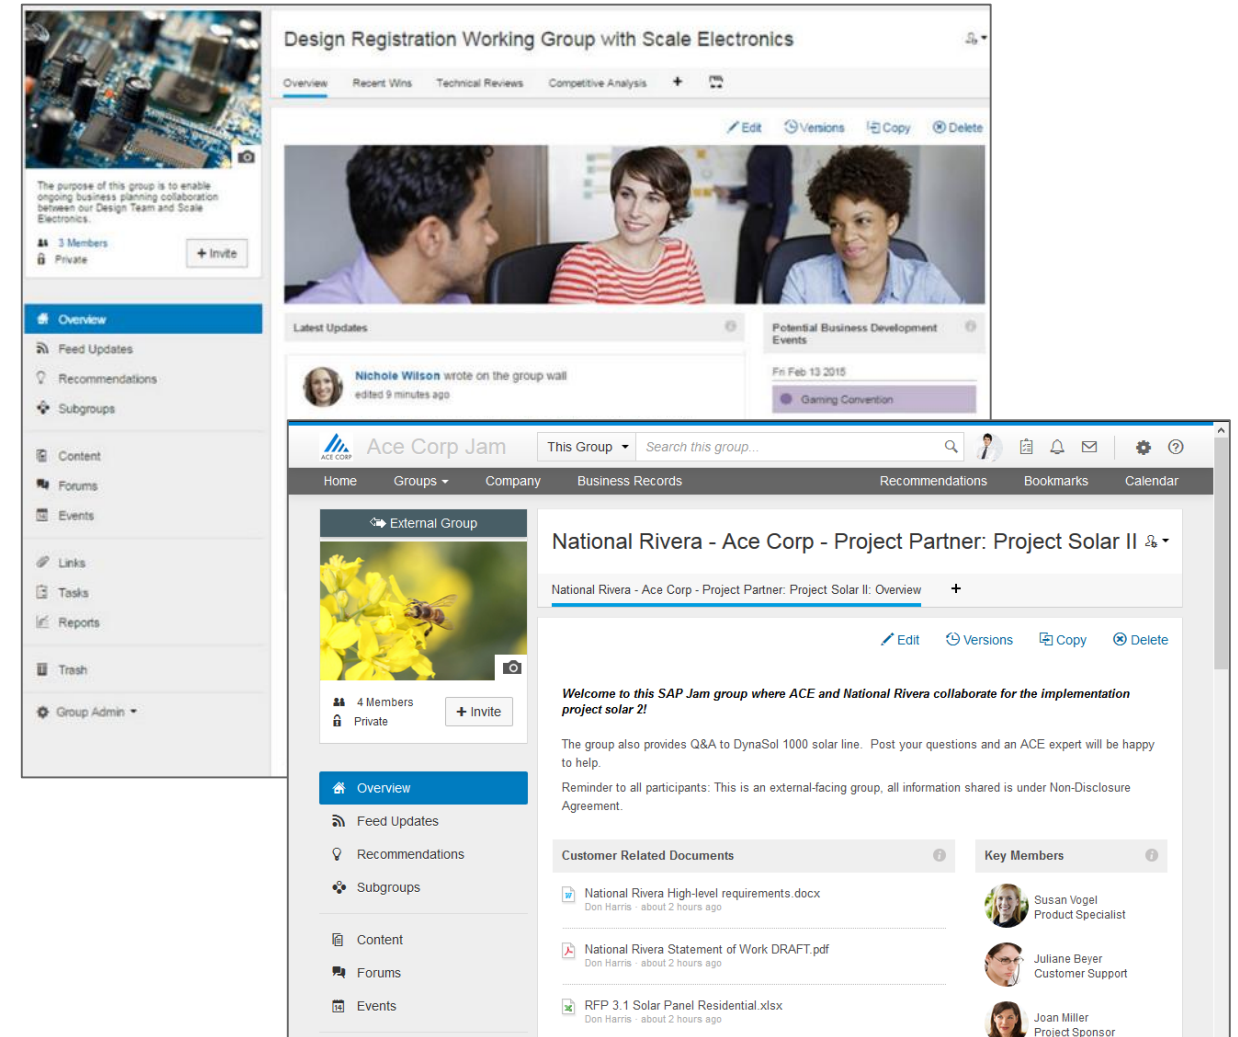 Design Registration Working Group with Scale Electronics
Overview Recent Wins Technical Reviews Competitive Analysis +
Edit Versions Copy Delete
The purpose of this group is to enable
ongoing business planning collaboration
between our Design Team and Scale
Electronics.
3 Members
Private
+ Invite
Overview
Feed Updates
Recommendations
Subgroups
Content
Forums
Events
Links
Tasks
Reports
Trash
Group Admin
Latest Updates
Nichole Wilson wrote on the group wall
edited 9 minutes ago
Potential Business Development
Events
Fri Feb 13 2015
Gaming Convention
ACE CORP
Ace Corp Jam
This Group
Search this group...
Home Groups Company Business Records Recommendations Bookmarks Calendar
External Group
4 Members
Private
+ Invite
Overview
Feed Updates
Recommendations
Subgroups
Content
Forums
14 Events
National Rivera - Ace Corp - Project Partner: Project Solar II
National Rivera - Ace Corp - Project Partner: Project Solar II: Overview +
Edit Versions Copy Delete
Welcome to this SAP Jam group where ACE and National Rivera collaborate for the implementation
project solar 2!
The group also provides Q&A to DynaSol 1000 solar line. Post your questions and an ACE expert will be happy
to help.
Reminder to all participants: This is an external-facing group, all information shared is under Non-Disclosure
Agreement.
Customer Related Documents
National Rivera High-level requirements.docx
Don Harris · about 2 hours ago
National Rivera Statement of Work DRAFT.pdf
Don Harris · about 2 hours ago
RFP 3.1 Solar Panel Residential.xlsx
Don Harris · about 2 hours ago
Key Members
Susan Vogel
Product Specialist
Juliane Beyer
Customer Support
Joan Miller
Project Sponsor